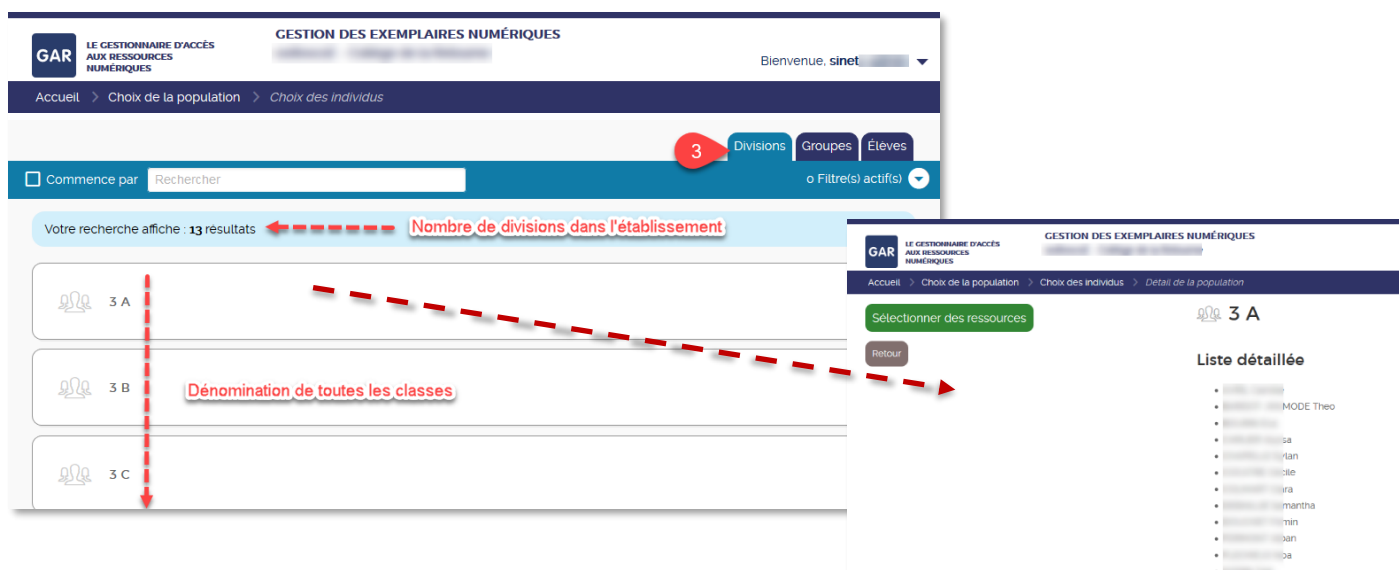 GESTION DES EXEMPLAIRES NUMÉRIQUES
GAR
LE GESTIONNAIRE D'ACCÈS
AUX RESSOURCES
NUMÉRIQUES
Bienvenue, sinet
Accueil > Choix de la population > Choix des individus
3
Divisions Groupes Élèves
Commence par Rechercher
0 Filtre(s) actif(s)
Votre recherche affiche : 13 résultats
Nombre de divisions dans l'établissement
3 A
3 B
Dénomination de toutes les classes
3 C
GESTION DES EXEMPLAIRES NUMÉRIQUES
GAR
LE GESTIONNAIRE D'ACCÈS
AUX RESSOURCES
NUMÉRIQUES
Accueil > Choix de la population > Choix des individus > Détail de la population
Sélectionner des ressources
3 A
Retour
Liste détaillée
MODE Theo